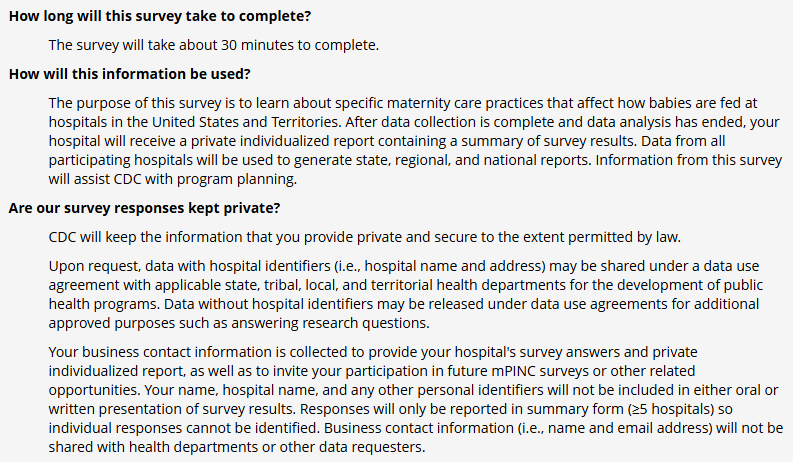 How long will this survey take to complete?
The survey will take about 30 minutes to complete.
How will this information be used?
The purpose of this survey is to learn about specific maternity care practices that affect how babies are fed at
hospitals in the United States and Territories. After data collection is complete and data analysis has ended, your
hospital will receive a private individualized report containing a summary of survey results. Data from all
participating hospitals will be used to generate state, regional, and national reports. Information from this survey
will assist CDC with program planning.
Are our survey responses kept private?
CDC will keep the information that you provide private and secure to the extent permitted by law.
Upon request, data with hospital identifiers (i.e., hospital name and address) may be shared under a data use
agreement with applicable state, tribal, local, and territorial health departments for the development of public
health programs. Data without hospital identifiers may be released under data use agreements for additional
approved purposes such as answering research questions.
Your business contact information is collected to provide your hospital's survey answers and private
individualized report, as well as to invite your participation in future mPINC surveys or other related
opportunities. Your name, hospital name, and any other personal identifiers will not be included in either oral or
written presentation of survey results. Responses will only be reported in summary form (≥5 hospitals) so
individual responses cannot be identified. Business contact information (i.e., name and email address) will not be
shared with health departments or other data requesters.